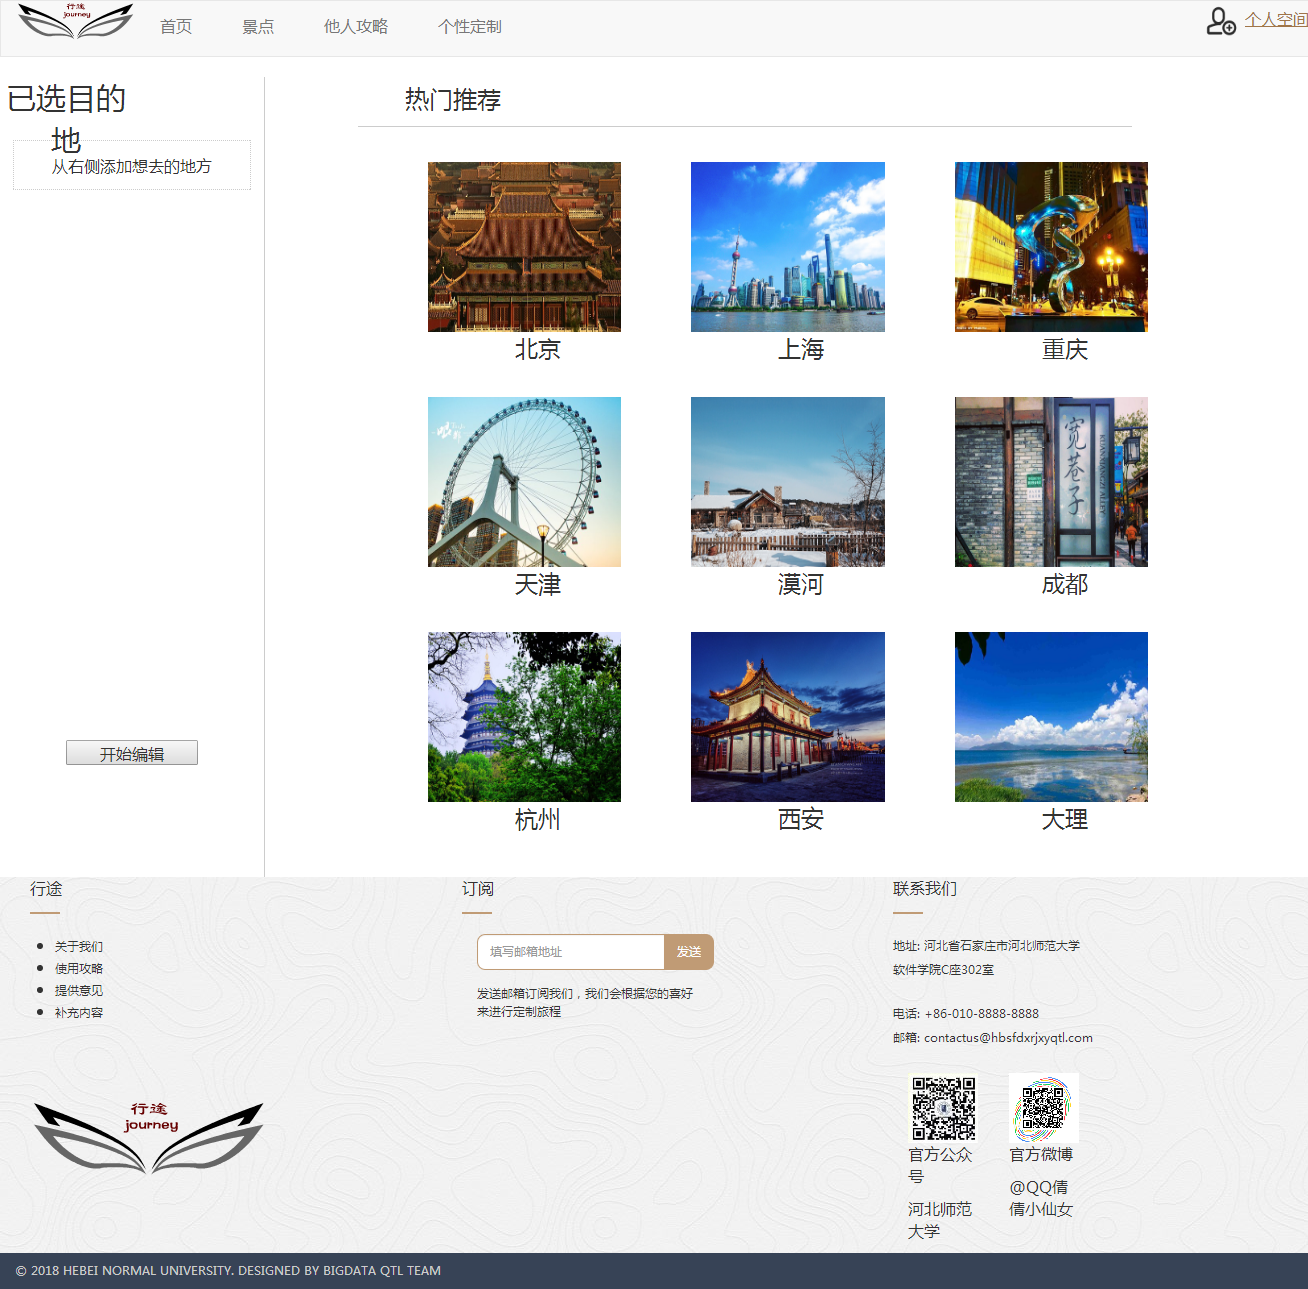 行途
journey
首页
景点
他人攻略
个性定制
个人空间
已选目的
地
从右侧添加想去的地方
开始编辑
热门推荐
北京
上海
重庆
天津
漠河
宽巷子
KUANXIANGZI ALLEY
成都
杭州
西安
大理
行途
关于我们
使用攻略
提供意见
补充内容
行途
journey
订阅
填写邮箱地址
发送
发送邮箱订阅我们，我们会根据您的喜好
来进行定制旅程
联系我们
地址: 河北省石家庄市河北师范大学
软件学院C座302室
电话: +86-010-8888-8888
邮箱: contactus@hbsfdxrjxyqtl.com
官方公众
号
河北师范
大学
官方微博
@QQ倩
倩小仙女
© 2018 HEBEI NORMAL UNIVERSITY. DESIGNED BY BIGDATA QTL TEAM